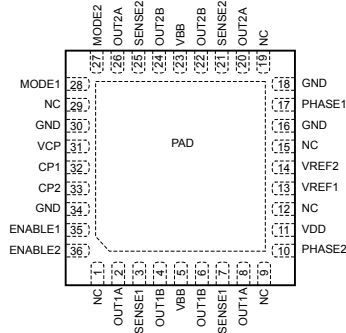 MODE2
OUT2A
SENSE2
OUT2B
VBB
OUT2B
SENSE2
OUT2A
NC
27
26
25
24
23
22
21
20
19
MODE1 28
NC 29
GND 30
VCP 31
CP1 32
CP2 33
GND 34
ENABLE1 35
ENABLE2 36
PAD
18 GND
17 PHASE1
16 GND
15 NC
14 VREF2
13 VREF1
12 NC
11 VDD
10 PHASE2
1
2
3
4
5
6
7
8
9
NC
OUT1A
SENSE1
OUT1B
VBB
OUT1B
SENSE1
OUT1A
NC